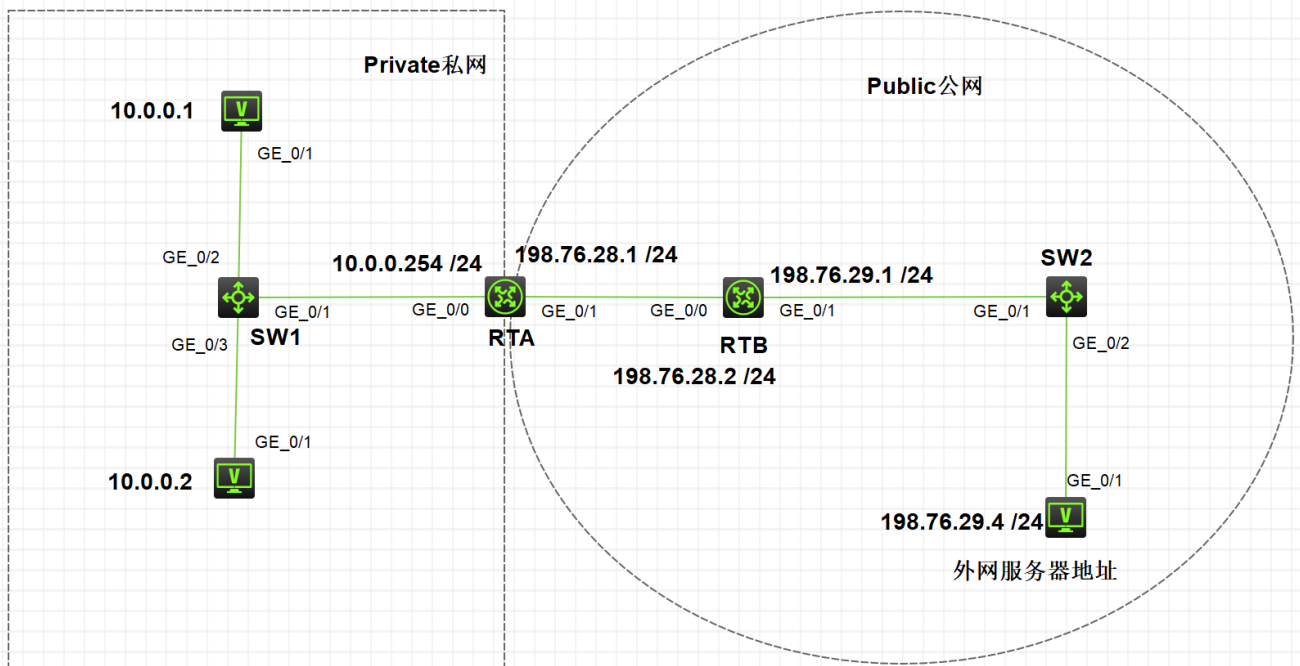 Private私网
Public公网
10.0.0.1
V
GE_0/1
GE_0/2
10.0.0.254 /24
198.76.28.1 /24
198.76.29.1 /24
SW2
GE_0/1
GE_0/0
GE_0/1
GE_0/0
GE_0/1
GE_0/1
SW1
RTA
RTB
GE_0/3
GE_0/2
198.76.28.2 /24
GE_0/1
10.0.0.2
V
GE_0/1
198.76.29.4 /24
V
外网服务器地址